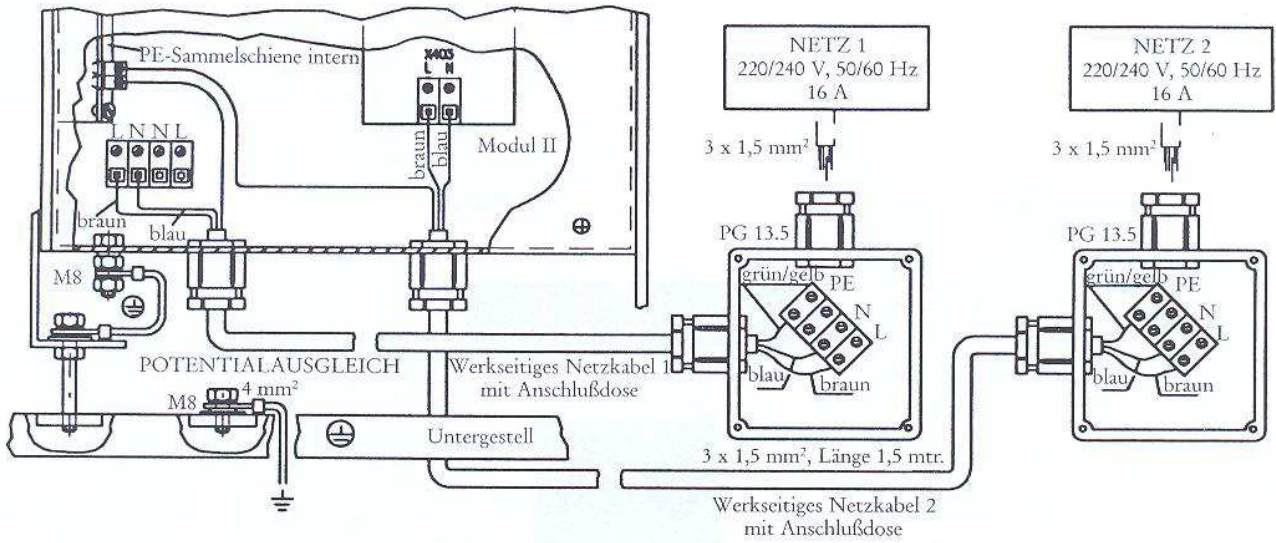 PE-Sammelschiene intern
X403
L N
braun
blau
Modul II
L N N L
braun
blau
M8
POTENTIALAUSGLEICH
M8
4 mm²
Untergestell
Werkseitiges Netzkabel 1
mit Anschlußdose
NETZ 1
220/240 V, 50/60 Hz
16 A
3 x 1,5 mm²
PG 13.5
grün/gelb
PE
N
L
blau
braun
3 x 1,5 mm², Länge 1,5 mtr.
Werkseitiges Netzkabel 2
mit Anschlußdose
NETZ 2
220/240 V, 50/60 Hz
16 A
3 x 1,5 mm²
PG 13.5
grün/gelb
PE
N
L
blau
braun